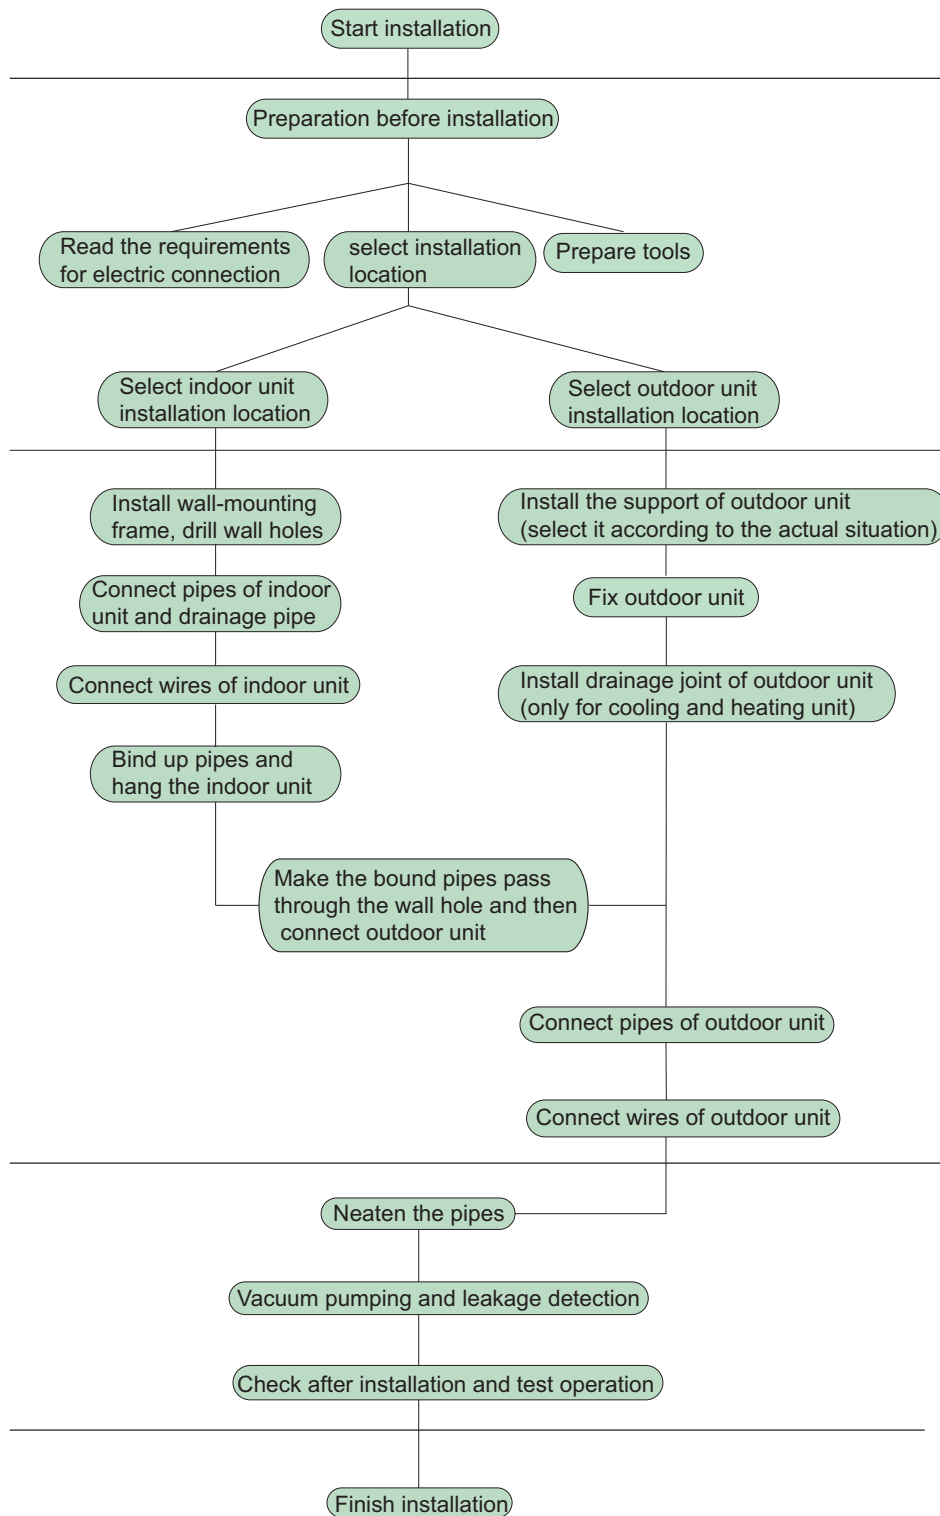 Start installation
Preparation before installation
Read the requirements
for electric connection
select installation
location
Prepare tools
Select indoor unit
installation location
Select outdoor unit
installation location
Install wall-mounting
frame, drill wall holes
Install the support of outdoor unit
(select it according to the actual situation)
Connect pipes of indoor
unit and drainage pipe
Fix outdoor unit
Connect wires of indoor unit
Install drainage joint of outdoor unit
(only for cooling and heating unit)
Bind up pipes and
hang the indoor unit
Make the bound pipes pass
through the wall hole and then
connect outdoor unit
Connect pipes of outdoor unit
Connect wires of outdoor unit
Neaten the pipes
Vacuum pumping and leakage detection
Check after installation and test operation
Finish installation